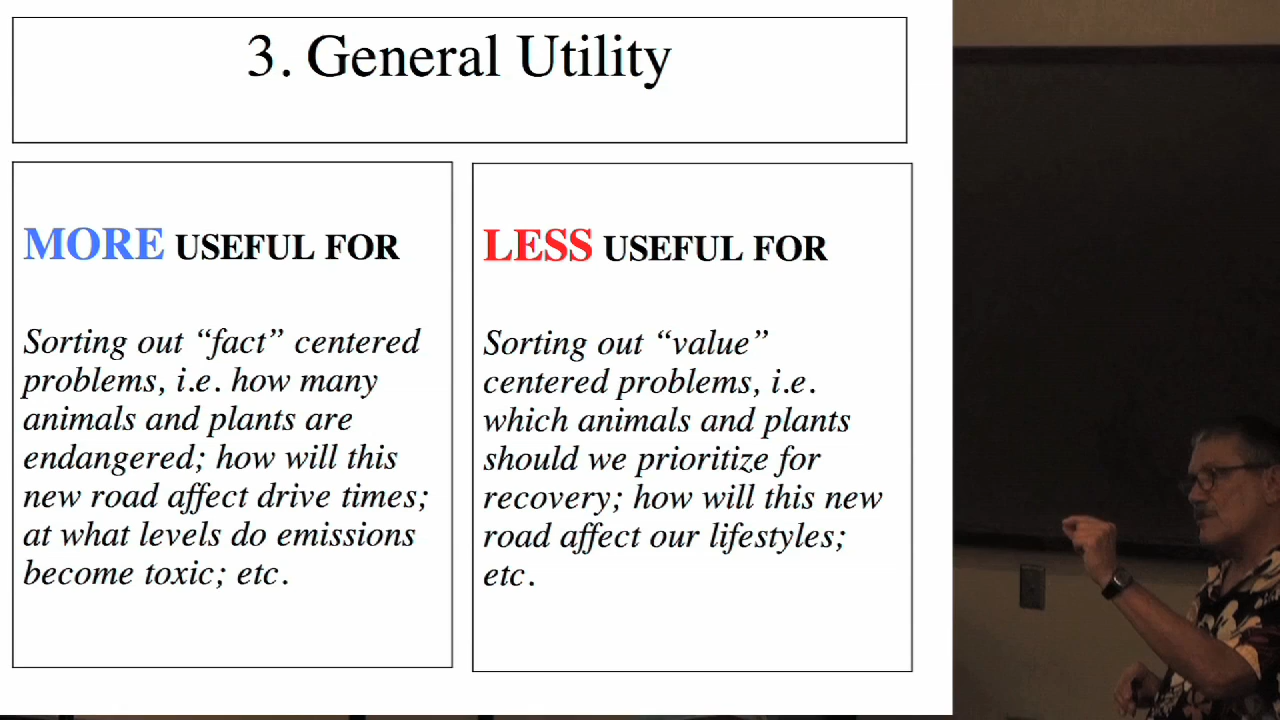 3. General Utility
MORE USEFUL FOR
Sorting out “fact” centered
problems, i.e. how many
animals and plants are
endangered; how will this
new road affect drive times;
at what levels do emissions
become toxic; etc.
LESS USEFUL FOR
Sorting out “value”
centered problems, i.e.
which animals and plants
should we prioritize for
recovery; how will this new
road affect our lifestyles;
etc.